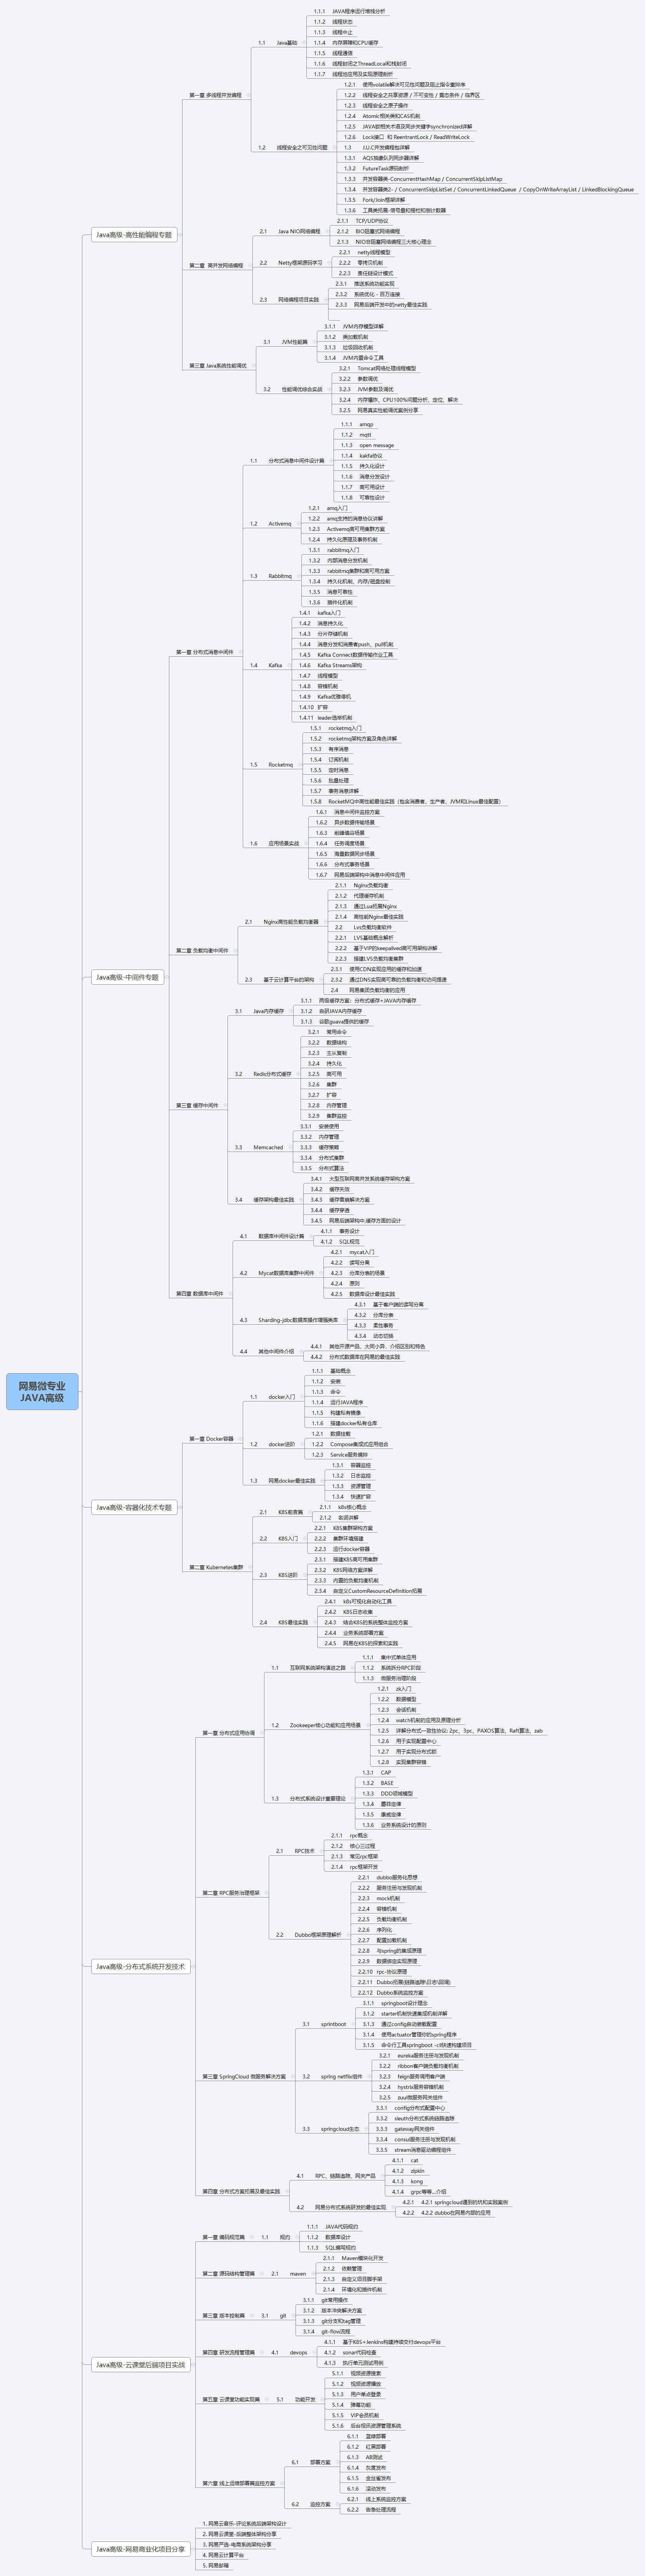 网易微专业
JAVA高级
Java高级-高性能编程专题
第一章 多线程并发编程
1.1 Java基础
1.1.1 JAVA程序运行堆栈分析
1.1.2 线程状态
1.1.3 线程中止
1.1.4 内存屏障和CPU缓存
1.1.5 线程通信
1.1.6 线程封闭之ThreadLocal和栈封闭
1.1.7 线程池应用及实现原理剖析
1.2 线程安全之可见性问题
1.2.1 使用volatile解决可见性问题及阻止指令重排序
1.2.2 线程安全之共享资源 / 不可变性 / 竞态条件 / 临界区
1.2.3 线程安全之原子操作
1.2.4 Atomic相关类和CAS机制
1.2.5 JAVA锁相关术语及同步关键字synchronized详解
1.2.6 Lock接口 和 ReentrantLock / ReadWriteLock
1.3 J.U.C并发编程包详解
1.3.1 AQS抽象队列同步器详解
1.3.2 FutureTask源码剖析
1.3.3 并发容器类-ConcurrentHashMap / ConcurrentSkipListMap
1.3.4 并发容器类2- / ConcurrentSkipListSet / ConcurrentLinkedQueue / CopyOnWriteArrayList / LinkedBlockingQueue
1.3.5 Fork/Join框架详解
1.3.6 工具类拓展-信号量和栅栏和倒计数器
第二章 高并发网络编程
2.1 Java NIO网络编程
2.1.1 TCP/UDP协议
2.1.2 BIO阻塞式网络编程
2.1.3 NIO非阻塞网络编程三大核心理念
2.2 Netty框架源码学习
2.2.1 netty线程模型
2.2.2 零拷贝机制
2.2.3 责任链设计模式
2.3 网络编程项目实践
2.3.1 推送系统功能实现
2.3.2 系统优化 - 百万连接
2.3.3 网易后端开发中的netty最佳实践
第三章 Java系统性能调优
3.1 JVM性能篇
3.1.1 JVM内存模型详解
3.1.2 类加载机制
3.1.3 垃圾回收机制
3.1.4 JVM内置命令工具
3.2 性能调优综合实战
3.2.1 Tomcat网络处理线程模型
3.2.2 参数调优
3.2.3 JVM参数及调优
3.2.4 内存爆炸、CPU100%问题分析、定位、解决
3.2.5 网易真实性能调优案例分享
Java高级-中间件专题
第一章 分布式消息中间件
1.1 分布式消息中间件设计篇
1.1.1 amqp
1.1.2 mqtt
1.1.3 open message
1.1.4 kakfa协议
1.1.5 持久化设计
1.1.6 消息分发设计
1.1.7 高可用设计
1.1.8 可靠性设计
1.2 Activemq
1.2.1 amq入门
1.2.2 amq支持的消息协议讲解
1.2.3 Activemq高可用集群方案
1.2.4 持久化原理及事务机制
1.3 Rabbitmq
1.3.1 rabbitmq入门
1.3.2 内部消息分发机制
1.3.3 rabbitmq集群和高可用方案
1.3.4 持久化机制、内存/磁盘控制
1.3.5 消息可靠性
1.3.6 插件化机制
1.4 Kafka
1.4.1 kafka入门
1.4.2 消息持久化
1.4.3 分片存储机制
1.4.4 消息分发和消费者push、pull机制
1.4.5 Kafka Connect数据传输作业工具
1.4.6 Kafka Streams架构
1.4.7 线程模型
1.4.8 容错机制
1.4.9 Kafka优雅停机
1.4.10 扩容
1.4.11 leader选举机制
1.5 Rocketmq
1.5.1 rocketmq入门
1.5.2 rocketmq架构方案及角色详解
1.5.3 有序消息
1.5.4 订阅机制
1.5.5 定时消息
1.5.6 批量处理
1.5.7 事务消息详解
1.5.8 RocketMQ中高性能最佳实践（包含消费者、生产者、JVM和Linux最佳配置）
1.6 应用场景实战
1.6.1 消息中间件监控方案
1.6.2 异步数据传输场景
1.6.3 削峰填谷场景
1.6.4 任务调度场景
1.6.5 海量数据同步场景
1.6.6 分布式事务场景
1.6.7 网易后端架构中消息中间件应用
第二章 负载均衡中间件
2.1 Nginx高性能负载均衡器
2.1.1 Nginx负载均衡
2.1.2 代理缓存机制
2.1.3 通过Lua拓展Nginx
2.1.4 高性能Nginx最佳实践
2.2 Lvs负载均衡软件
2.2.1 LVS基础概念解析
2.2.2 基于VIP的keepalived高可用架构讲解
2.2.3 搭建LVS负载均衡集群
2.3 基于云计算平台的架构
2.3.1 使用CDN实现应用的缓存和加速
2.3.2 通过DNS实现高可靠的负载均衡和访问提速
2.4 网易集团负载均衡的应用
第三章 缓存中间件
3.1 Java内存缓存
3.1.1 两级缓存方案：分布式缓存+JAVA内存缓存
3.1.2 自研JAVA内存缓存
3.1.3 谷歌guava提供的缓存
3.2 Redis分布式缓存
3.2.1 常用命令
3.2.2 数据结构
3.2.3 主从复制
3.2.4 持久化
3.2.5 高可用
3.2.6 集群
3.2.7 扩容
3.2.8 内存管理
3.2.9 集群监控
3.3 Memcached
3.3.1 安装使用
3.3.2 内存管理
3.3.3 缓存策略
3.3.4 分布式集群
3.3.5 分布式算法
3.4 缓存架构最佳实践
3.4.1 大型互联网高并发系统缓存架构方案
3.4.2 缓存失效
3.4.3 缓存雪崩解决方案
3.4.4 缓存穿透
3.4.5 网易后端架构中,缓存方面的设计
第四章 数据库中间件
4.1 数据库中间件设计篇
4.1.1 事务设计
4.1.2 SQL规范
4.2 Mycat数据库集群中间件
4.2.1 mycat入门
4.2.2 读写分离
4.2.3 分库分表的场景
4.2.4 原则
4.2.5 数据库设计最佳实践
4.3 Sharding-jdbc数据库操作增强类库
4.3.1 基于客户端的读写分离
4.3.2 分库分表
4.3.3 柔性事务
4.3.4 动态切换
4.4 其他中间件介绍
4.4.1 其他开源产品，大同小异，介绍区别和特色
4.4.2 分布式数据库在网易的最佳实践
Java高级-容器化技术专题
第一章 Docker容器
1.1 docker入门
1.1.1 基础概念
1.1.2 安装
1.1.3 命令
1.1.4 运行JAVA程序
1.1.5 构建私有镜像
1.1.6 搭建docker私有仓库
1.2 docker进阶
1.2.1 数据挂载
1.2.2 Compose集成式应用组合
1.2.3 Service服务编排
1.3 网易docker最佳实践
1.3.1 容器监控
1.3.2 日志监控
1.3.3 资源管理
1.3.4 快速扩容
第二章 Kubernetes集群
2.1 K8S前言篇
2.1.1 k8s核心概念
2.1.2 名词讲解
2.2 K8S入门
2.2.1 K8S集群架构方案
2.2.2 集群环境搭建
2.2.3 运行docker容器
2.3 K8S进阶
2.3.1 搭建K8S高可用集群
2.3.2 K8S网络方案详解
2.3.3 内置的负载均衡机制
2.3.4 自定义CustomResourceDefinition拓展
2.4 K8S最佳实践
2.4.1 k8s可视化自动化工具
2.4.2 K8S日志收集
2.4.3 结合K8S的系统整体监控方案
2.4.4 业务系统部署方案
2.4.5 网易在K8S的探索和实践
Java高级-分布式系统开发技术
第一章 分布式应用协调
1.1 互联网系统架构演进之路
1.1.1 集中式单体应用
1.1.2 系统拆分RPC阶段
1.1.3 微服务治理阶段
1.2 Zookeeper核心功能和应用场景
1.2.1 zk入门
1.2.2 数据模型
1.2.3 会话机制
1.2.4 watch机制的应用及原理分析
1.2.5 详解分布式一致性协议: 2pc、3pc、PAXOS算法、Raft算法、zab
1.2.6 用于实现配置中心
1.2.7 用于实现分布式锁
1.2.8 实现集群容错
1.3 分布式系统设计重要理论
1.3.1 CAP
1.3.2 BASE
1.3.3 DDD领域模型
1.3.4 墨菲定律
1.3.5 康威定律
1.3.6 业务系统设计的原则
第二章 RPC服务治理框架
2.1 RPC技术
2.1.1 rpc概念
2.1.2 核心三过程
2.1.3 常见rpc框架
2.1.4 rpc框架开发
2.2 Dubbo框架原理解析
2.2.1 dubbo服务化思想
2.2.2 服务注册与发现机制
2.2.3 mock机制
2.2.4 容错机制
2.2.5 负载均衡机制
2.2.6 序列化
2.2.7 配置加载机制
2.2.8 与spring的集成原理
2.2.9 数据绑定实现原理
2.2.10 rpc-协议原理
2.2.11 Dubbo拓展(链路追踪\日志\回调)
2.2.12 Dubbo系统监控方案
第三章 SpringCloud 微服务解决方案
3.1 sprintboot
3.1.1 springboot设计理念
3.1.2 starter机制快速集成机制详解
3.1.3 通过config自动装载配置
3.1.4 使用actuator管理你的spring程序
3.1.5 命令行工具springboot -cli快速构建项目
3.2 spring netflix组件
3.2.1 eureka服务注册与发现机制
3.2.2 ribbon客户端负载均衡机制
3.2.3 feign服务调用客户端
3.2.4 hystrix服务容错机制
3.2.5 zuul微服务网关组件
3.3 springcloud生态
3.3.1 config分布式配置中心
3.3.2 sleuth分布式系统链路追踪
3.3.3 gateway网关组件
3.3.4 consul服务注册与发现机制
3.3.5 stream消息驱动编程组件
第四章 分布式方案拓展及最佳实践
4.1 RPC、链路追踪、网关产品
4.1.1 cat
4.1.2 zipkin
4.1.3 kong
4.1.4 grpc等等...介绍
4.2 网易分布式系统研发的最佳实现
4.2.1 4.2.1 springcloud遇到的坑和实践案例
4.2.2 4.2.2 dubbo在网易内部的应用
Java高级-云课堂后端项目实战
第一章 编码规范篇
1.1 规约
1.1.1 JAVA代码规约
1.1.2 数据库设计
1.1.3 SQL编写规约
第二章 源码结构管理篇
2.1 maven
2.1.1 Maven模块化开发
2.1.2 依赖管理
2.1.3 自定义项目脚手架
2.1.4 环境化和插件机制
第三章 版本控制篇
3.1 git
3.1.1 git常用操作
3.1.2 版本冲突解决方案
3.1.3 git分支和tag管理
3.1.4 git-flow流程
第四章 研发流程管理篇
4.1 devops
4.1.1 基于K8S+Jenkins构建持续交付devops平台
4.1.2 sonar代码检查
4.1.3 执行单元测试用例
第五章 云课堂功能实现篇
5.1 功能开发
5.1.1 视频资源搜索
5.1.2 视频资源播放
5.1.3 用户单点登录
5.1.4 弹幕功能
5.1.5 VIP会员机制
5.1.6 后台视频资源管理系统
第六章 线上运维部署篇监控方案
6.1 部署方案
6.1.1 蓝绿部署
6.1.2 红黑部署
6.1.3 AB测试
6.1.4 灰度发布
6.1.5 金丝雀发布
6.1.6 滚动发布
6.2 监控方案
6.2.1 线上系统监控方案
6.2.2 告急处理流程
Java高级-网易商业化项目分享
1. 网易云音乐-评论系统后端架构设计
2. 网易云课堂-后端整体架构分享
3. 网易严选-电商系统架构分享
4. 网易云计算平台
5. 网易邮箱